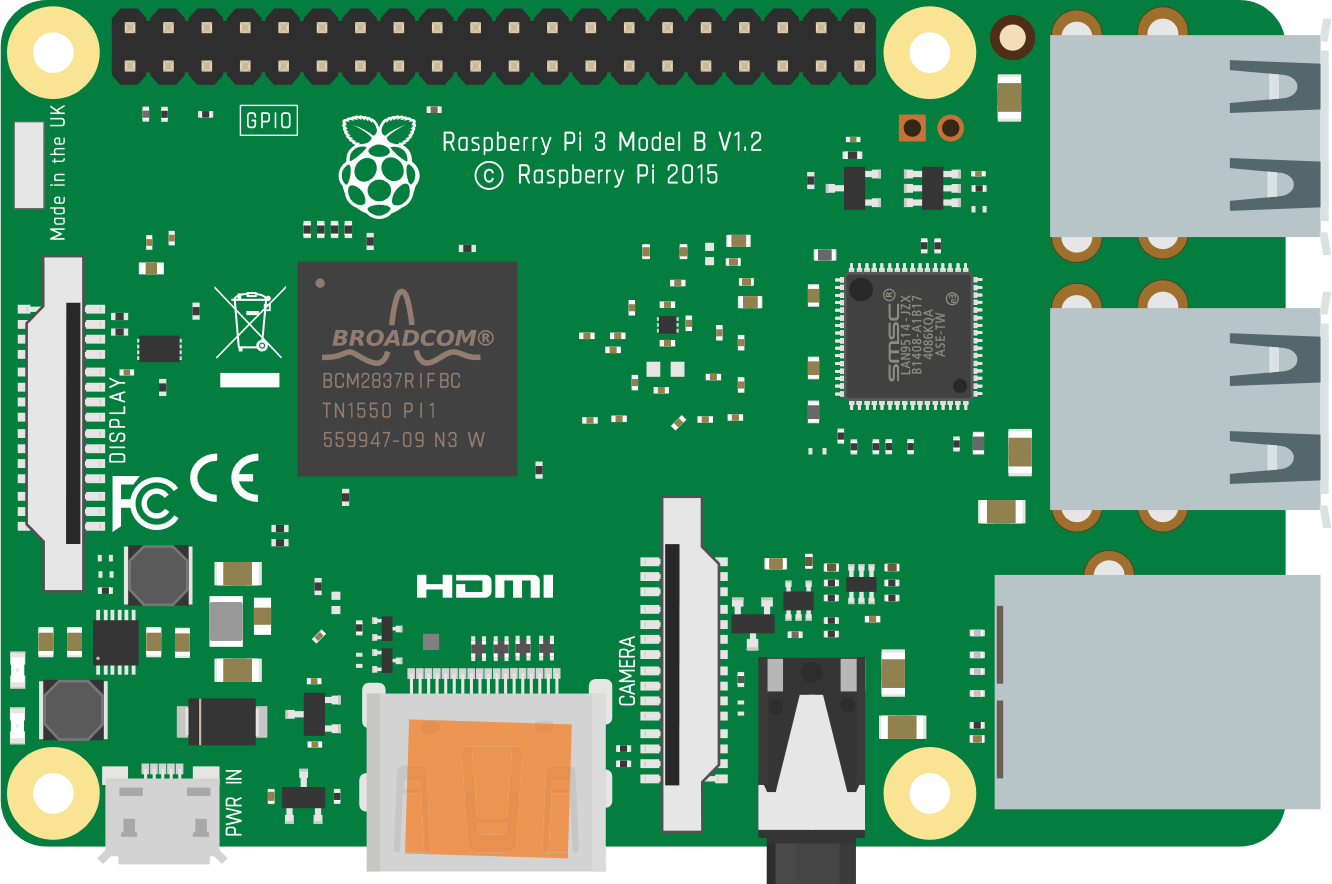 GPIO
Raspberry Pi 3 Model B V1.2
© Raspberry Pi 2015
Made in the UK
BROADCOM®
BCM2837RIFBC
TN1550 PI1
559947-09 N3 W
SMSC®
LAN9514-JZX
B1408-A1B17
4086KQA
ASE-TW
e3
DISPLAY
FC
CE
HDMI
CAMERA
PWR IN